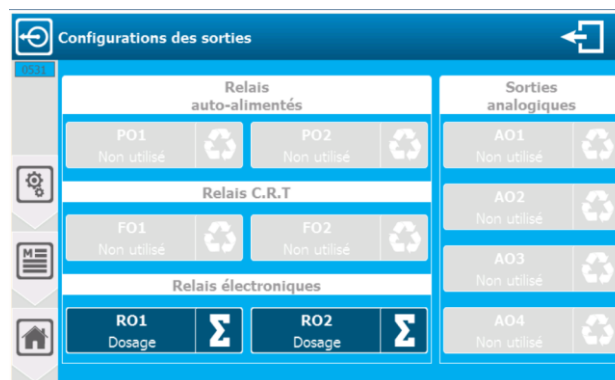 Configurations des sorties
0531
Relais
auto-alimentés
PO1
Non utilisé
PO2
Non utilisé
Relais C.R.T
FO1
Non utilisé
FO2
Non utilisé
Relais électroniques
RO1
Dosage
Σ
RO2
Dosage
Σ
Sorties
analogiques
AO1
Non utilisé
AO2
Non utilisé
AO3
Non utilisé
AO4
Non utilisé
M